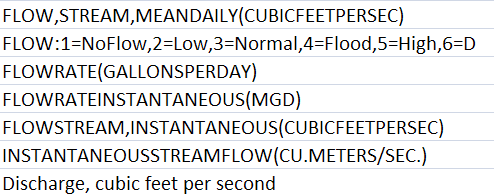 FLOW,STREAM,MEANDAILY(CUBICFEETPERSEC)
FLOW:1=NoFlow,2=Low,3=Normal,4=Flood,5=High,6=D
FLOWRATE(GALLONSPERDAY)
FLOWRATEINSTANTANEOUS(MGD)
FLOWSTREAM,INSTANTANEOUS(CUBICFEETPERSEC)
INSTANTANEOUSSTREAMFLOW(CU.METERS/SEC.)
Discharge, cubic feet per second